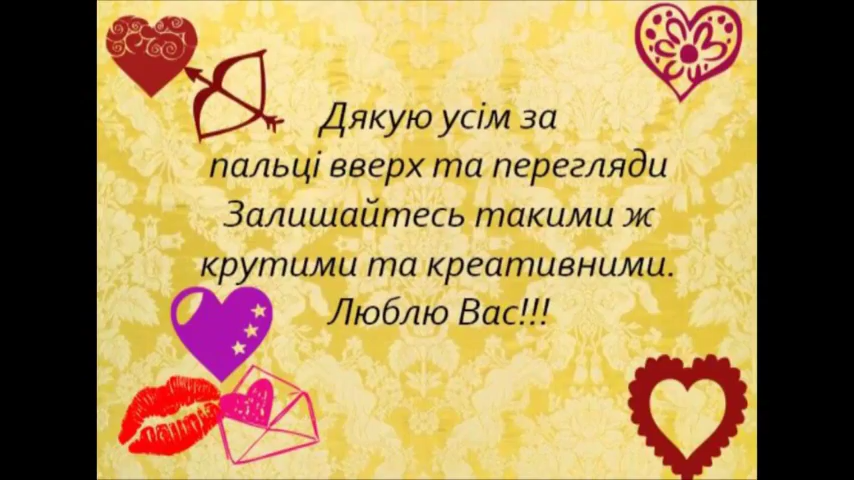 Дякую усім за
пальці вверх та перегляди
Залишайтесь такими ж
крутими та креативними.
Люблю Вас!!!